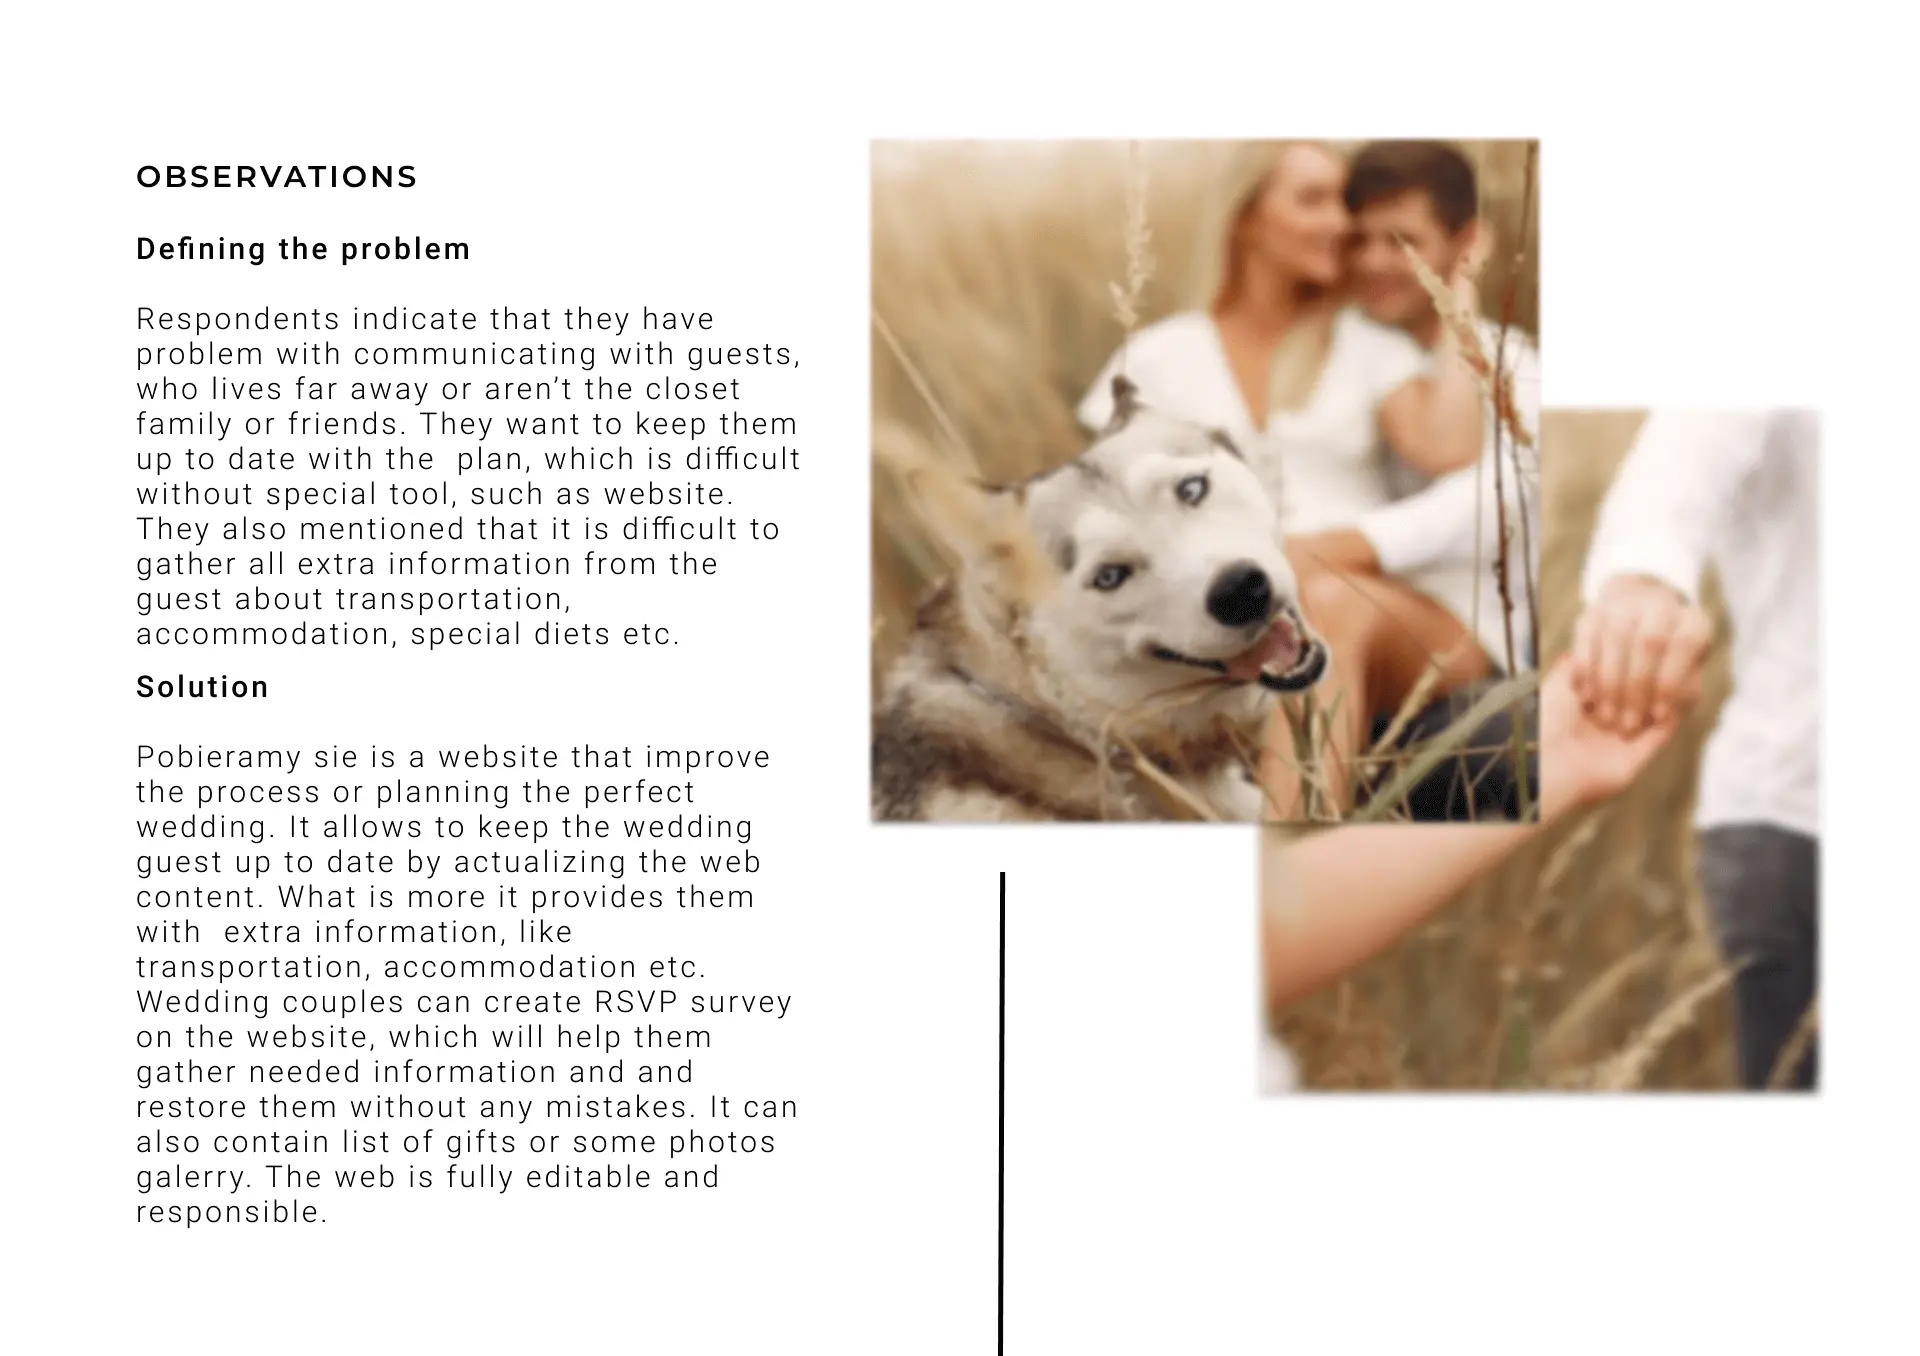 OBSERVATIONS
Defining the problem
Respondents indicate that they have
problem with communicating with guests,
who lives far away or aren’t the closet
family or friends. They want to keep them
up to date with the  plan, which is difficult
without special tool, such as website.
They also mentioned that it is difficult to
gather all extra information from the
guest about transportation,
accommodation, special diets etc.
Solution
Pobieramy sie is a website that improve
the process or planning the perfect
wedding. It allows to keep the wedding
guest up to date by actualizing the web
content. What is more it provides them
with  extra information, like
transportation, accommodation etc.
Wedding couples can create RSVP survey
on the website, which will help them
gather needed information and and
restore them without any mistakes. It can
also contain list of gifts or some photos
galerry. The web is fully editable and
responsible.